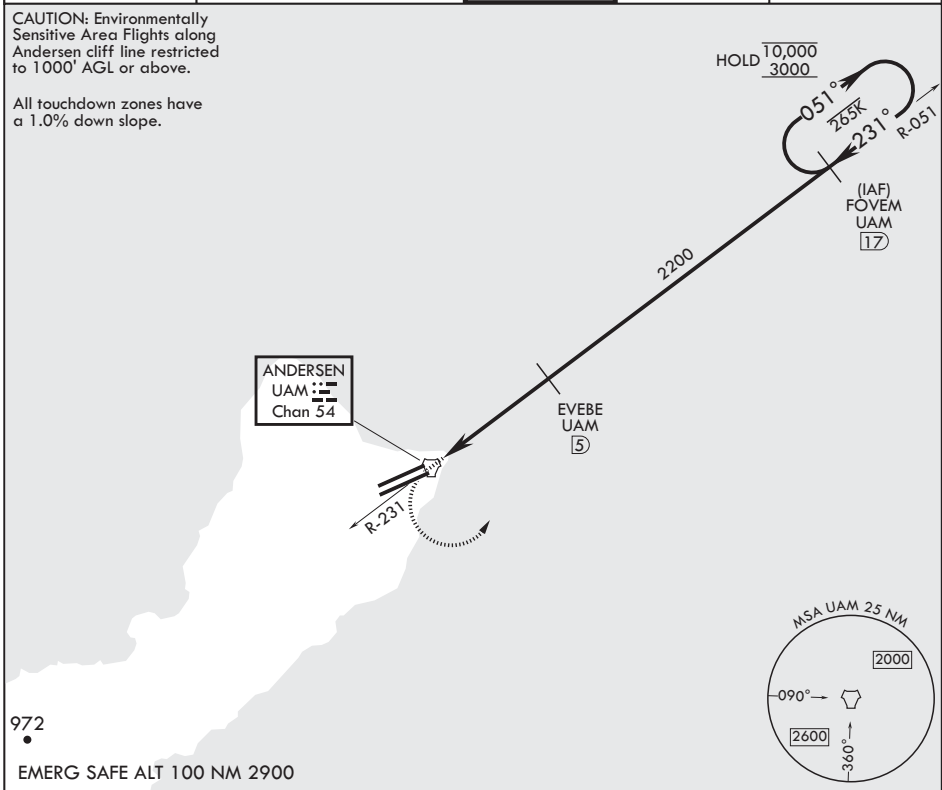 CAUTION: Environmentally
Sensitive Area Flights along
Andersen cliff line restricted
to 1000' AGL or above.
All touchdown zones have
a 1.0% down slope.
HOLD 10,000
3000
051°
265K
231°
R-051
(IAF)
FOVEM
UAM
17
2200
ANDERSEN
UAM
Chan 54
EVEBE
UAM
5
R-231
MSA UAM 25 NM
2000
090°
2600
360°
972
EMERG SAFE ALT 100 NM 2900